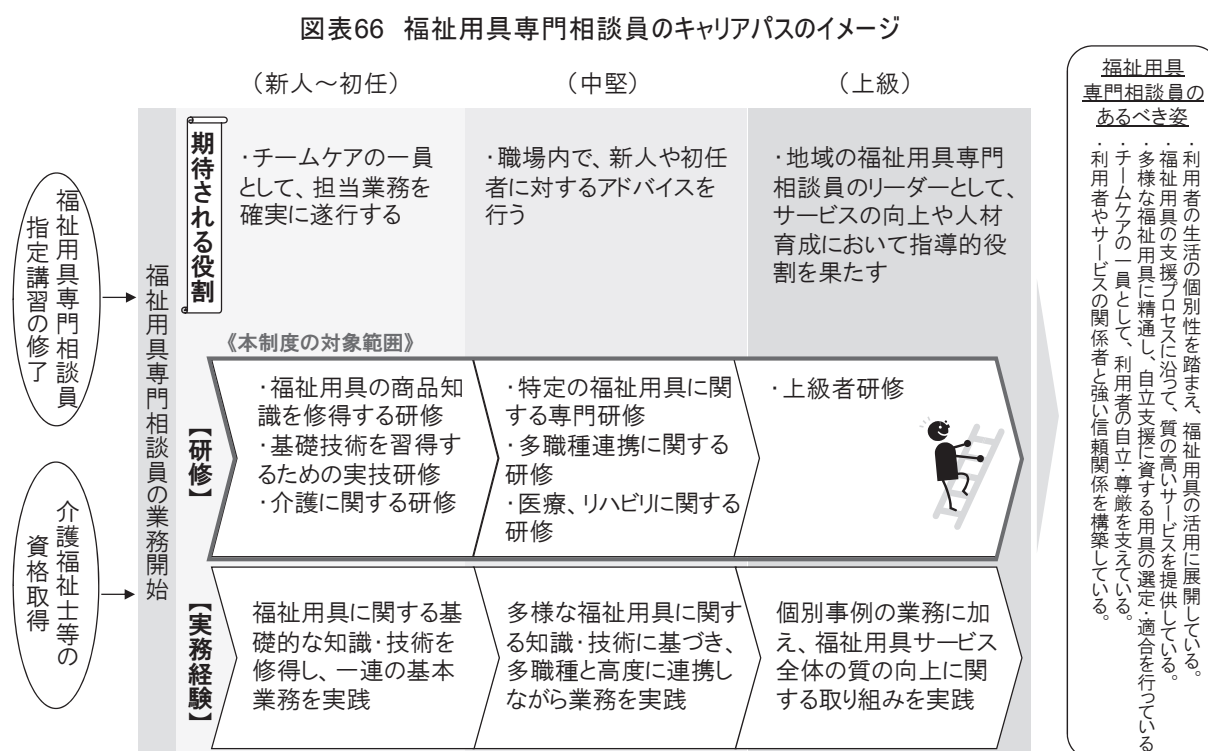 図表66 福祉用具専門相談員のキャリアパスのイメージ
福祉用具専門相談員
指定講習の修了
介護福祉士等の
資格取得
福祉用具専門相談員の業務開始
（新人～初任）
（中堅）
（上級）
期待される役割
・チームケアの一員
として、担当業務を
確実に遂行する
・職場内で、新人や初任
者に対するアドバイスを
行う
・地域の福祉用具専門
相談員のリーダーとして、
サービスの向上や人材
育成において指導的役
割を果たす
《本制度の対象範囲》
【研修】
・福祉用具の商品知
識を修得する研修
・基礎技術を習得す
るための実技研修
・介護に関する研修
・特定の福祉用具に関
する専門研修
・多職種連携に関する
研修
・医療、リハビリに関する
研修
・上級者研修
【実務経験】
福祉用具に関する基
礎的な知識・技術を
修得し、一連の基本
業務を実践
多様な福祉用具に関す
る知識・技術に基づき、
多職種と高度に連携し
ながら業務を実践
個別事例の業務に加
え、福祉用具サービス
全体の質の向上に関
する取り組みを実践
福祉用具
専門相談員の
あるべき姿
・利用者の生活の個別性を踏まえ、福祉用具の活用に展開している。
・福祉用具の支援プロセスに沿って、質の高いサービスを提供している。
・多様な福祉用具に精通し、自立支援に資する用具の選定・適合を行っている
・チームケアの一員として、利用者の自立・尊厳を支えている。
・利用者やサービスの関係者と強い信頼関係を構築している。